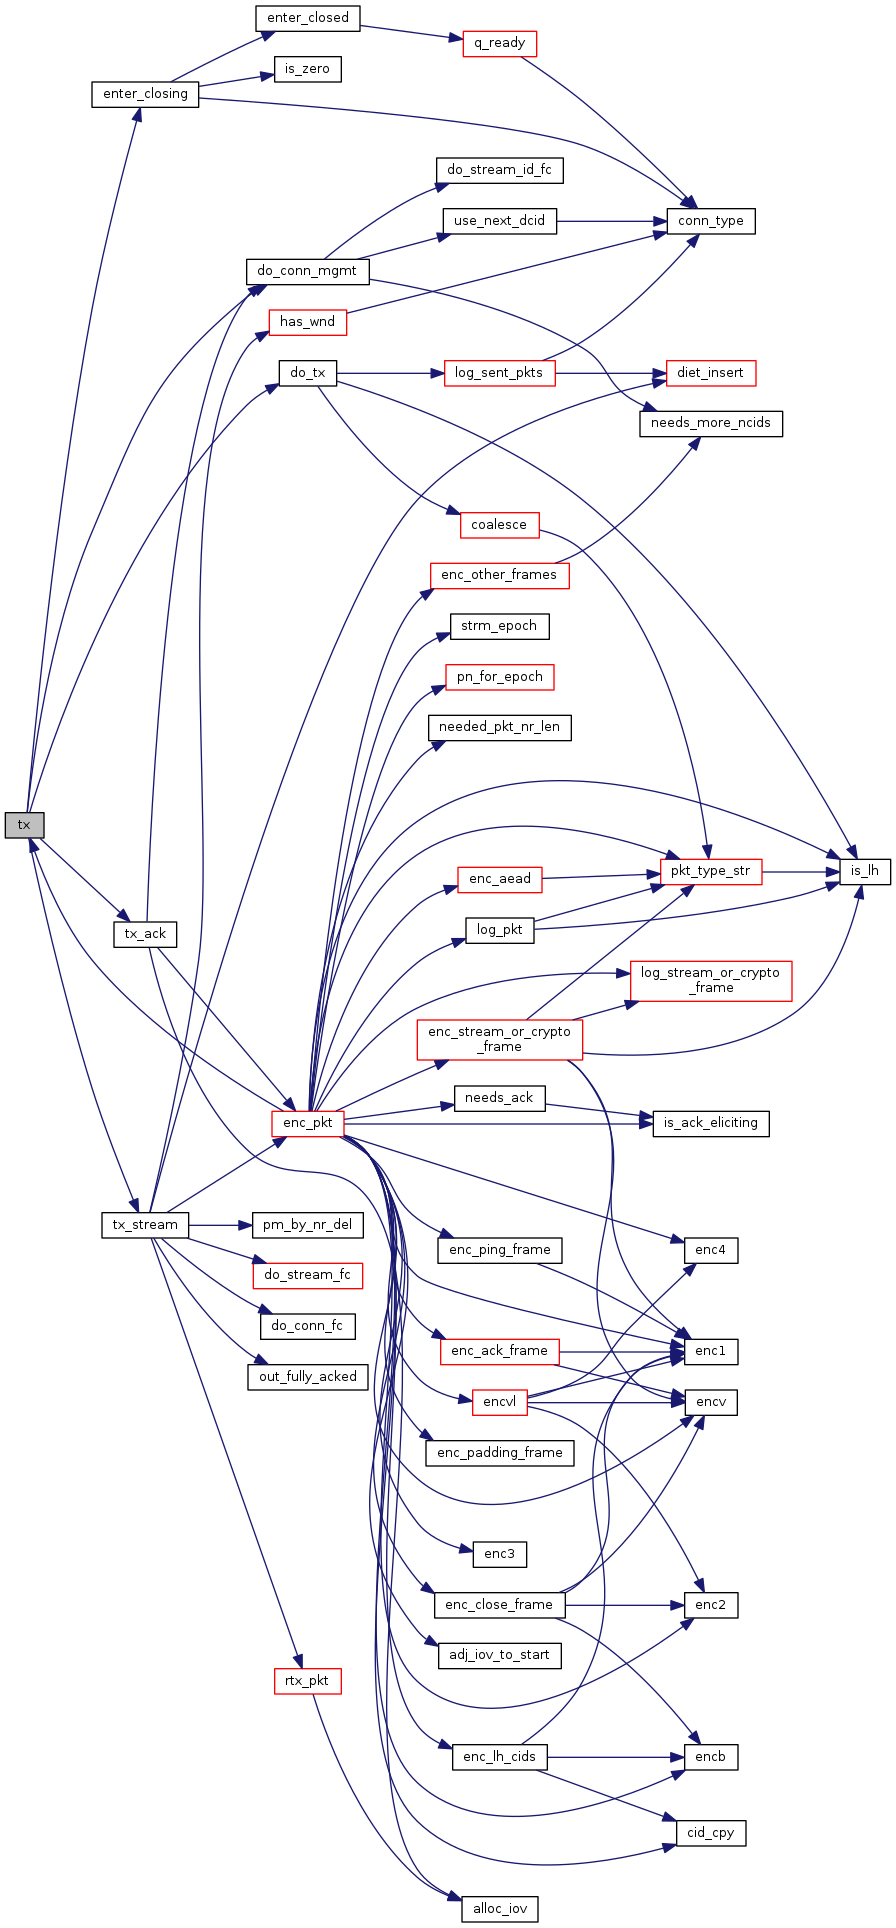 enter_closed
q_ready
is_zero
enter_closing
do_stream_id_fc
use_next_dcid
conn_type
do_conn_mgmt
has_wnd
do_tx
log_sent_pkts
diet_insert
needs_more_ncids
coalesce
enc_other_frames
strm_epoch
pn_for_epoch
needed_pkt_nr_len
tx
enc_aead
pkt_type_str
is_lh
tx_ack
log_pkt
log_stream_or_crypto
_frame
enc_stream_or_crypto
_frame
needs_ack
enc_pkt
is_ack_eliciting
tx_stream
pm_by_nr_del
enc_ping_frame
enc4
do_stream_fc
do_conn_fc
enc_ack_frame
enc1
out_fully_acked
encvl
encv
enc_padding_frame
enc3
enc_close_frame
enc2
adj_iov_to_start
rtx_pkt
enc_lh_cids
encb
cid_cpy
alloc_iov